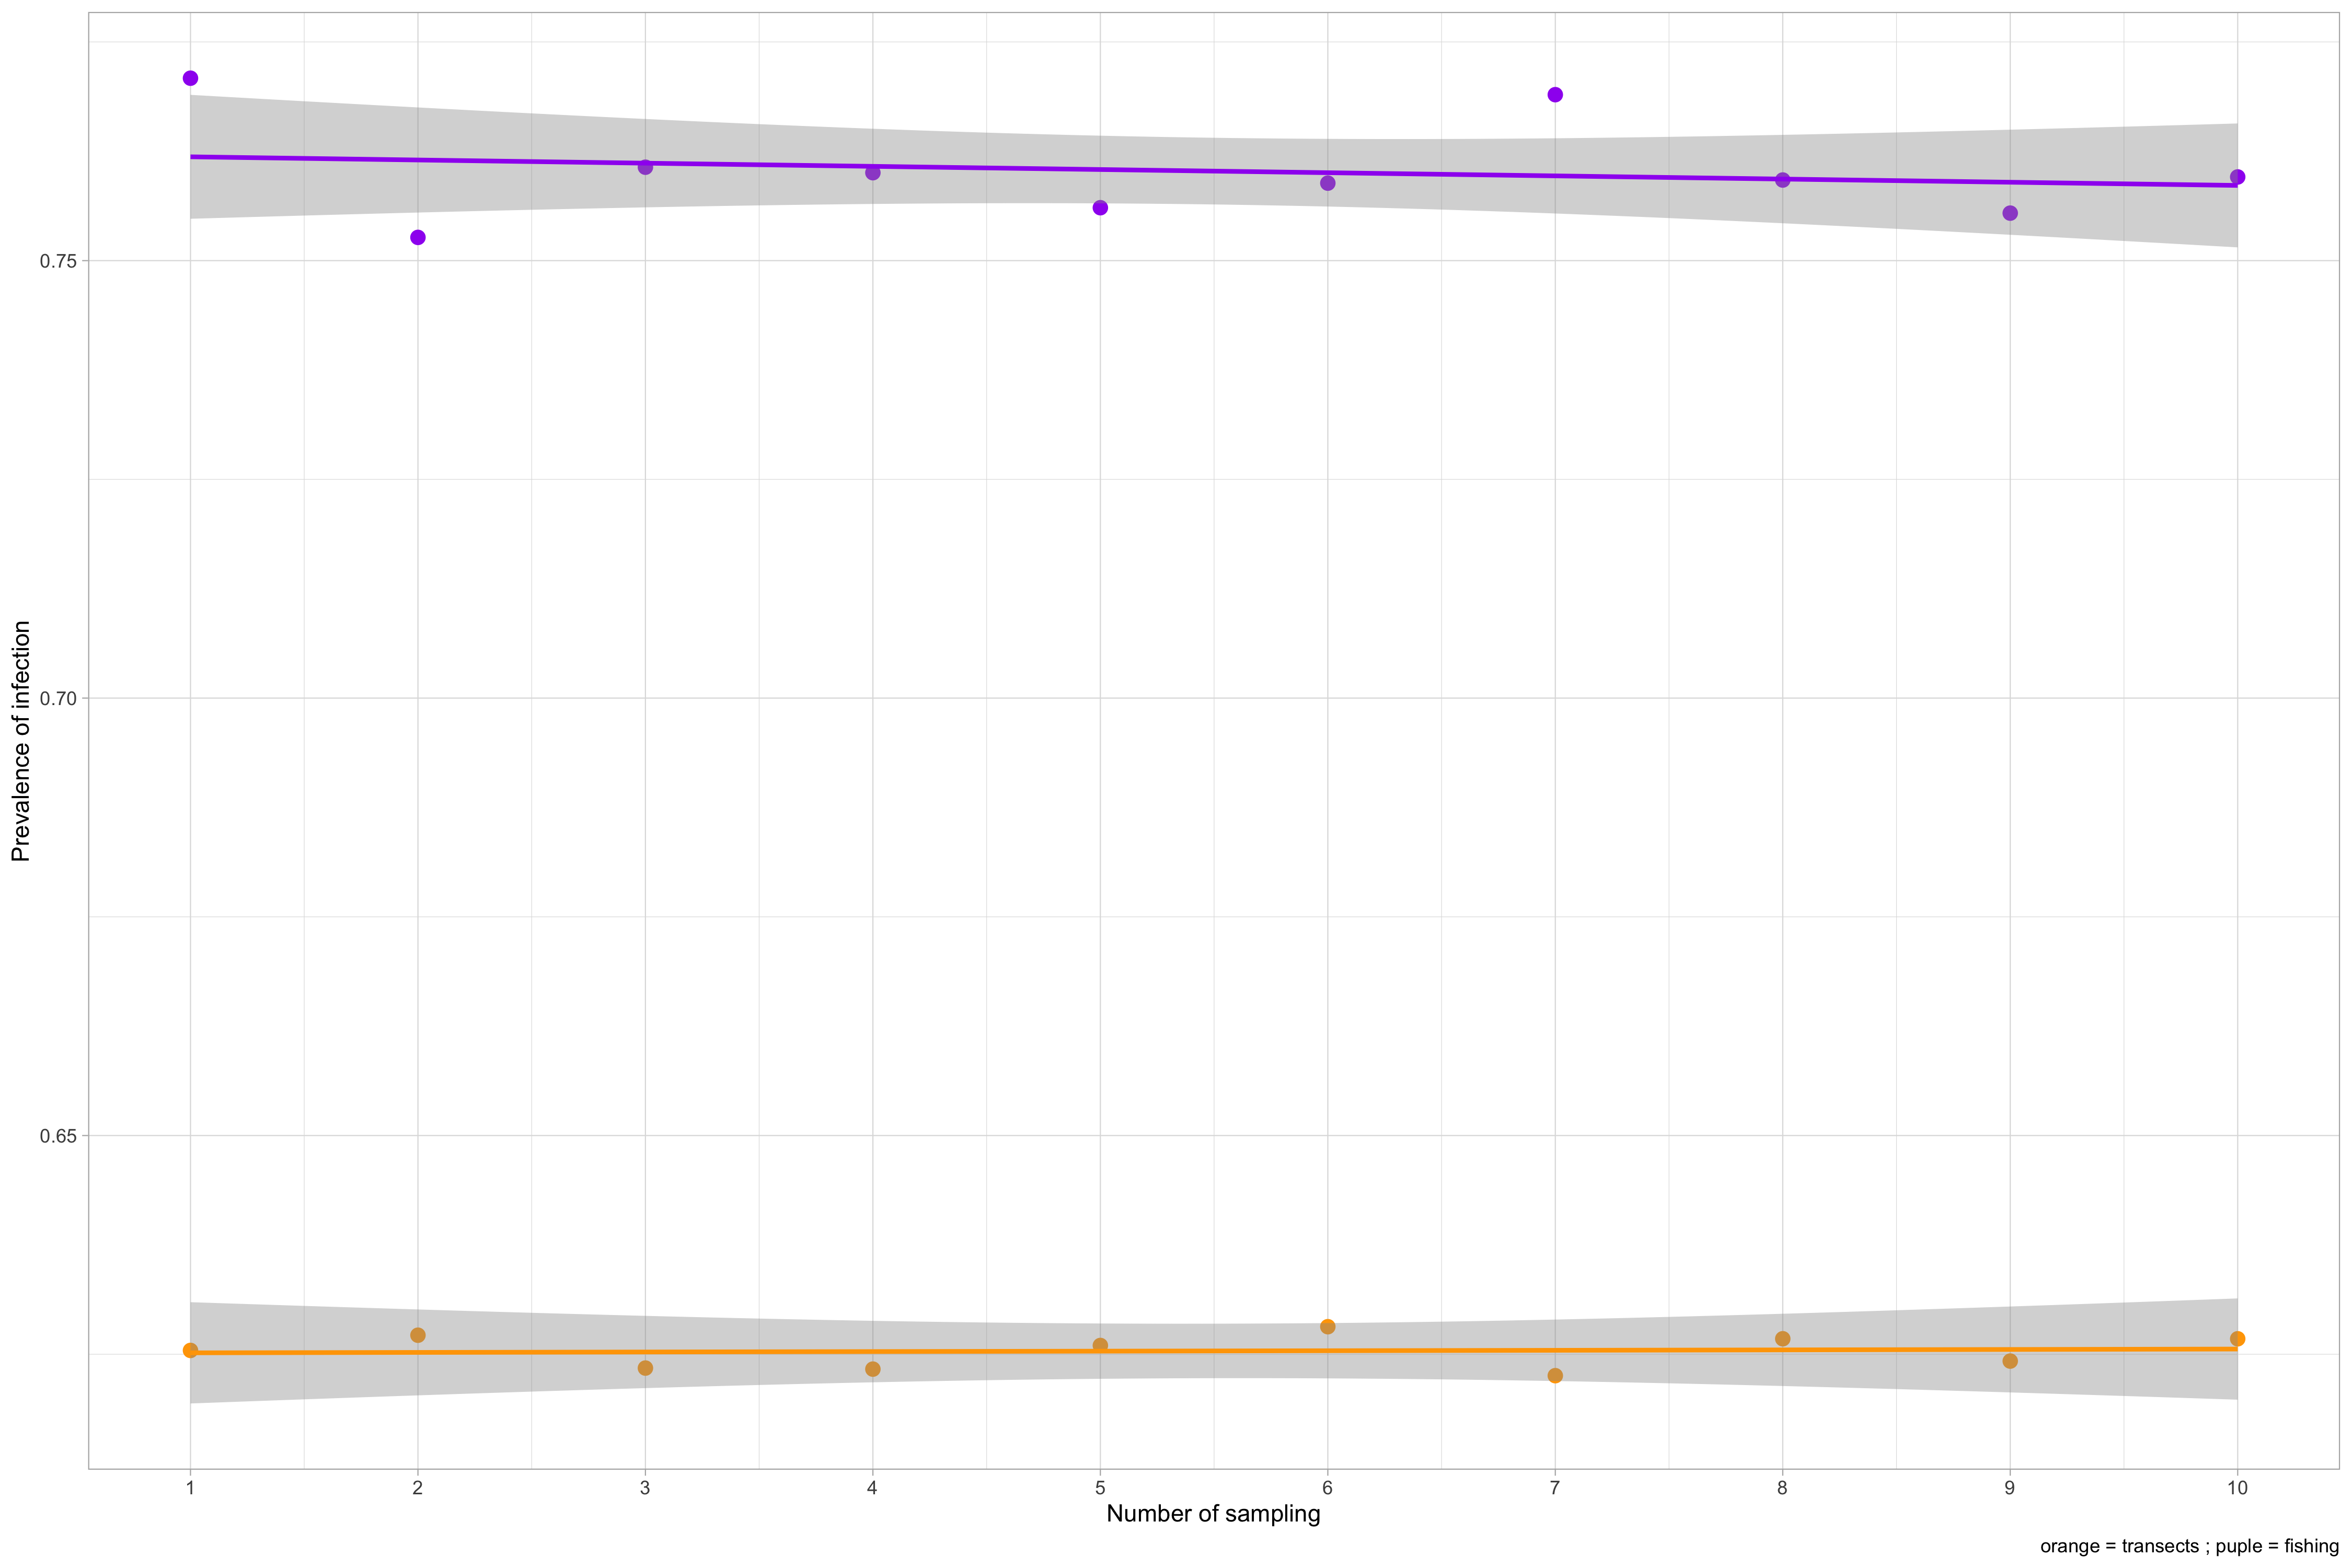 Prevalence of infection
0.75
0.70
0.65
1 2 3 4 5 6 7 8 9 10
Number of sampling
orange = transects ; puple = fishing